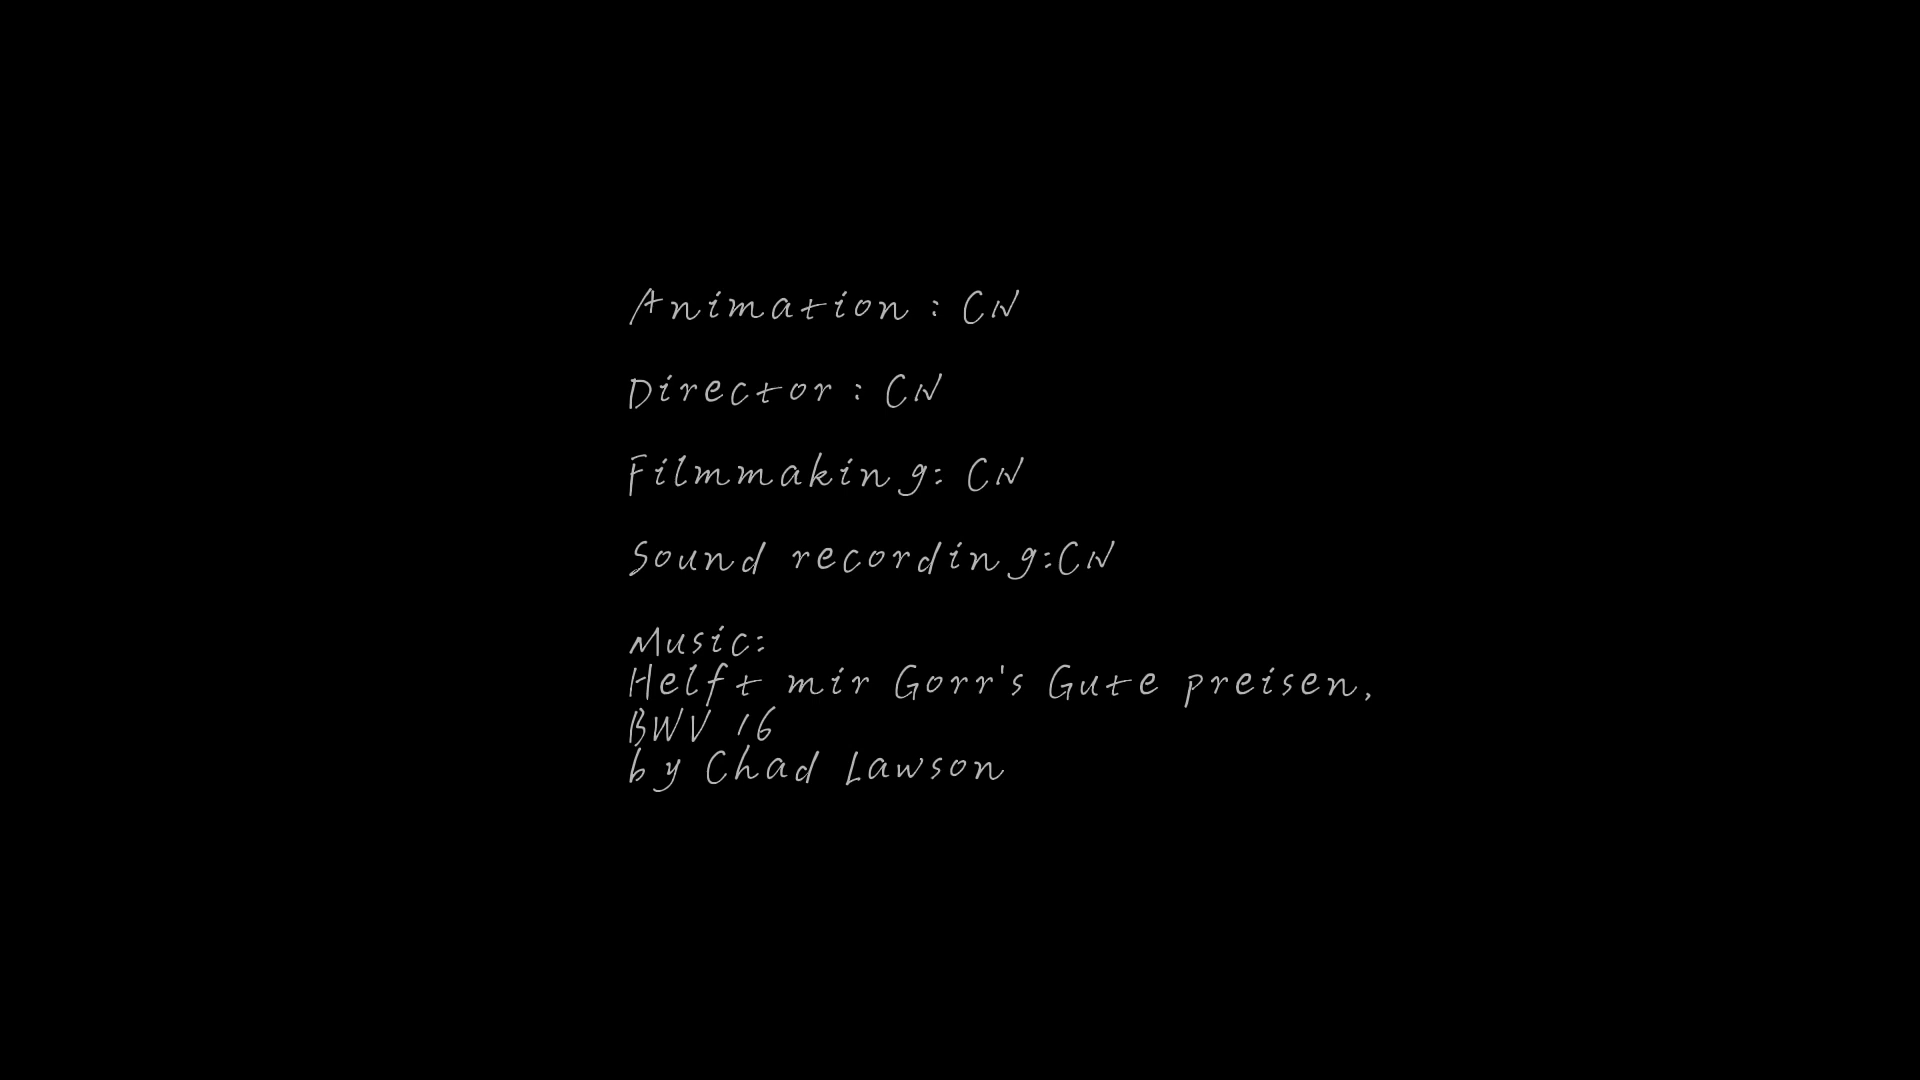 Animation : CN
Director : CN
Filmmaking: CN
Sound recording:CN
Music:
Helft mir Gorr's Gute preisen,
BWV 16
by Chad Lawson